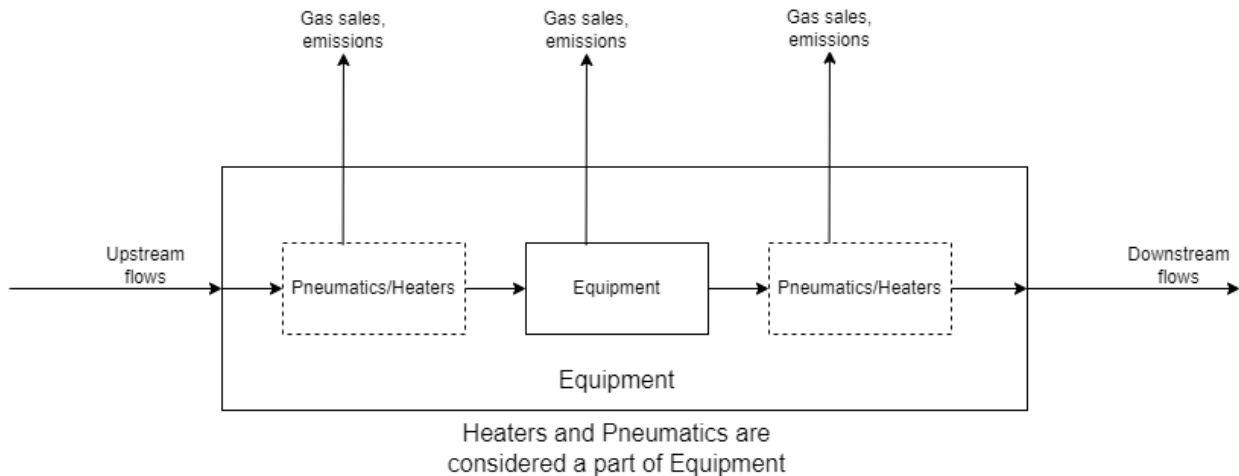 Gas sales,
emissions
Gas sales,
emissions
Gas sales,
emissions
Upstream
flows
Pneumatics/Heaters
Equipment
Pneumatics/Heaters
Downstream
flows
Equipment
Heaters and Pneumatics are
considered a part of Equipment